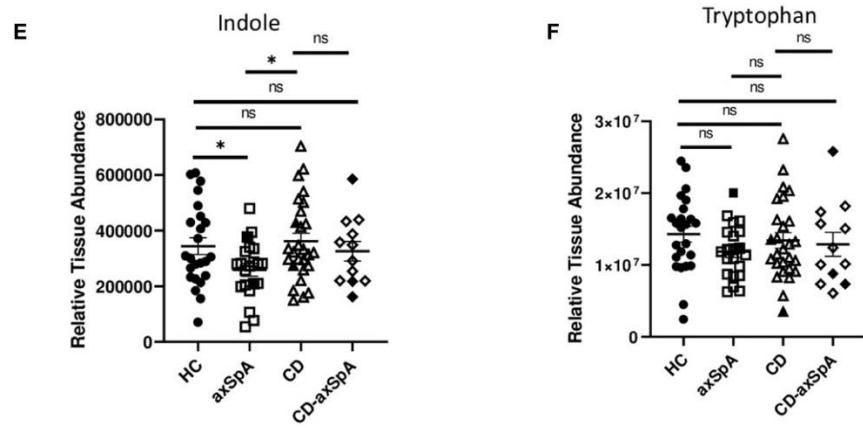 E
Indole
ns
*
ns
ns
*
Relative Tissue Abundance
800000
600000
400000
200000
0
HC
axSpA
CD
CD-axSpA
F
Tryptophan
ns
ns
ns
ns
ns
Relative Tissue Abundance
3×10⁷
2×10⁷
1×10⁷
0
HC
axSpA
CD
CD-axSpA